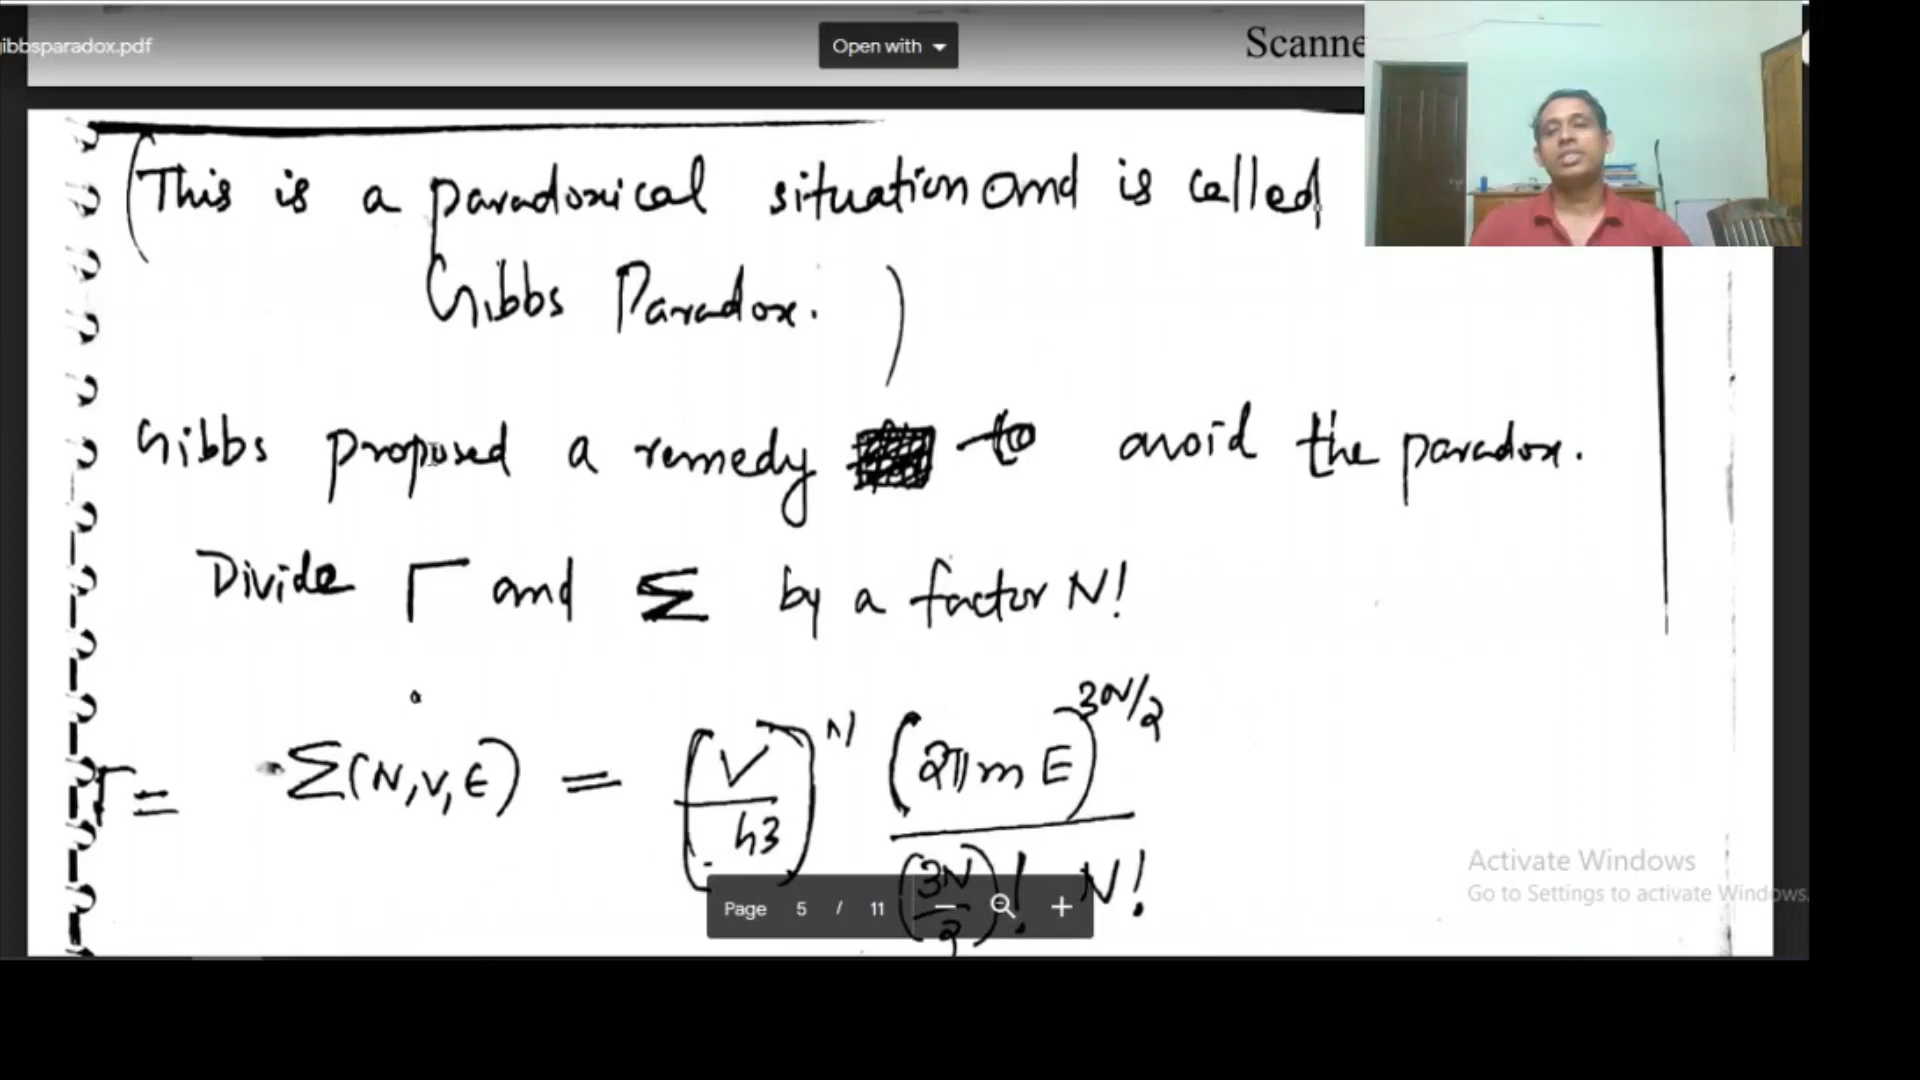 ibbsparadox.pdf
Open with
Scanne
(This is a paradoxical situation and is called
Gibbs Paradox.)
Gibbs proposed a remedy to avoid the paradox.
Divide Γ and Σ by a factor N!
Γ = Σ(N,V,E) = (V/h3)^N (2πmE)^3N/2 / (3N/2)! N!
Page 5 / 11
Activate Windows
Go to Settings to activate Windows.